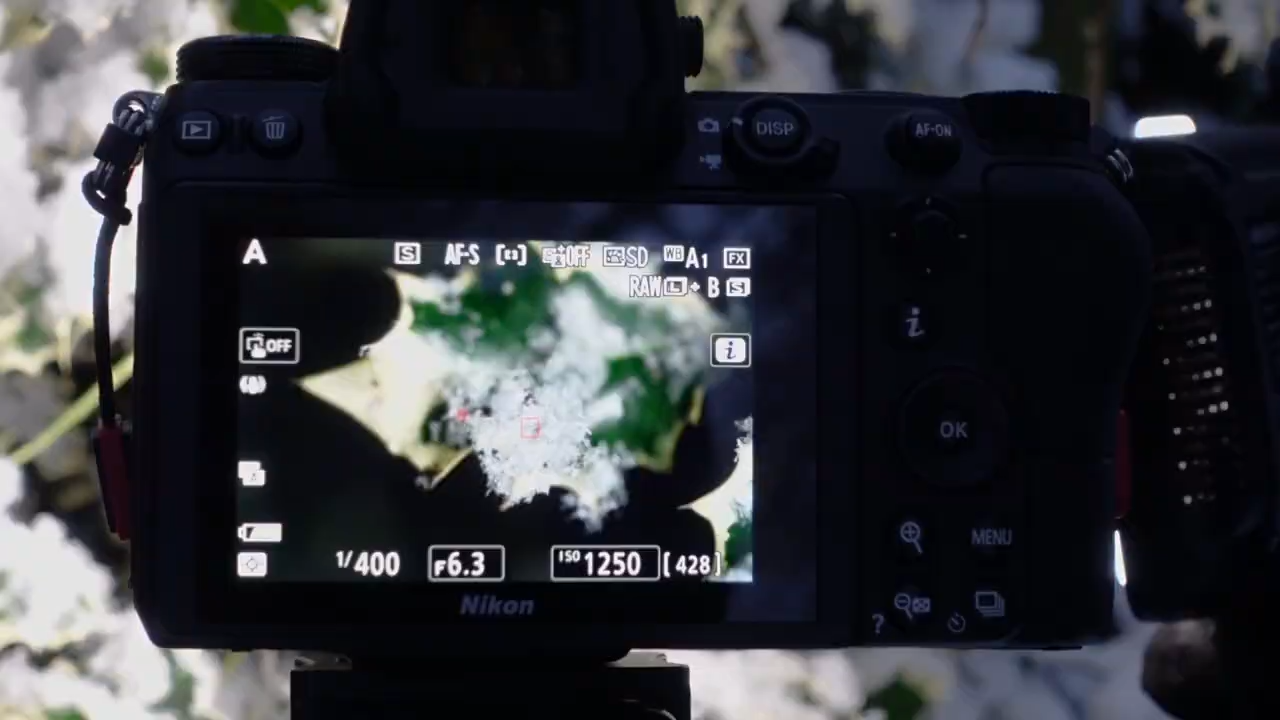 DISP
AF-ON
A
S AF-S OFF SD WB A1 FX
RAW L + B S
OFF
i
i
OK
MENU
1/400 F6.3 ISO 1250 [428]
Nikon
?